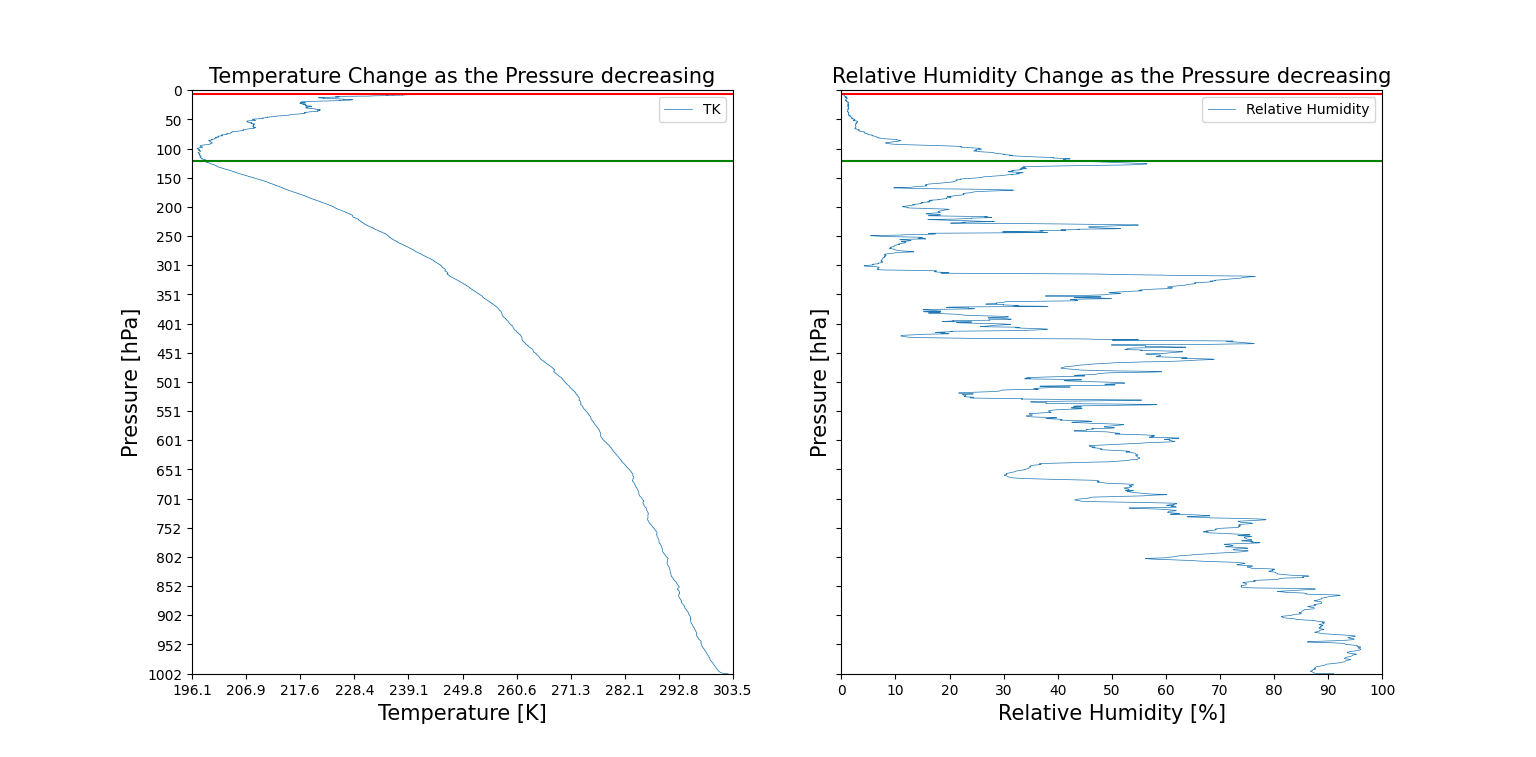 Temperature Change as the Pressure decreasing
TK
0
50
100
150
200
250
301
351
401
451
501
551
601
651
701
752
802
852
902
952
1002
Pressure [hPa]
196.1 206.9 217.6 228.4 239.1 249.8 260.6 271.3 282.1 292.8 303.5
Temperature [K]
Relative Humidity Change as the Pressure decreasing
Relative Humidity
Pressure [hPa]
0 10 20 30 40 50 60 70 80 90 100
Relative Humidity [%]